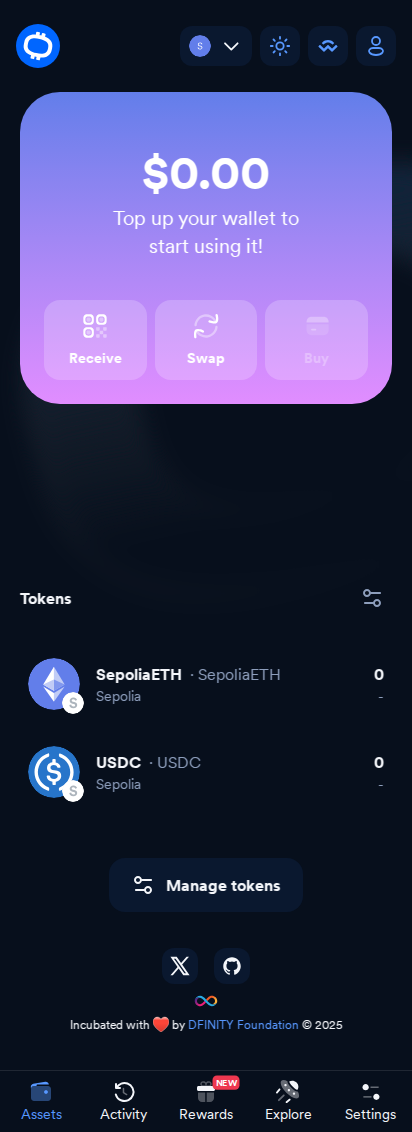 S
$0.00
Top up your wallet to
start using it!
Receive Swap Buy
Tokens
SepoliaETH · SepoliaETH 0
S Sepolia -
USDC · USDC 0
S Sepolia -
Manage tokens
Incubated with ❤️ by DFINITY Foundation © 2025
NEW
Assets Activity Rewards Explore Settings